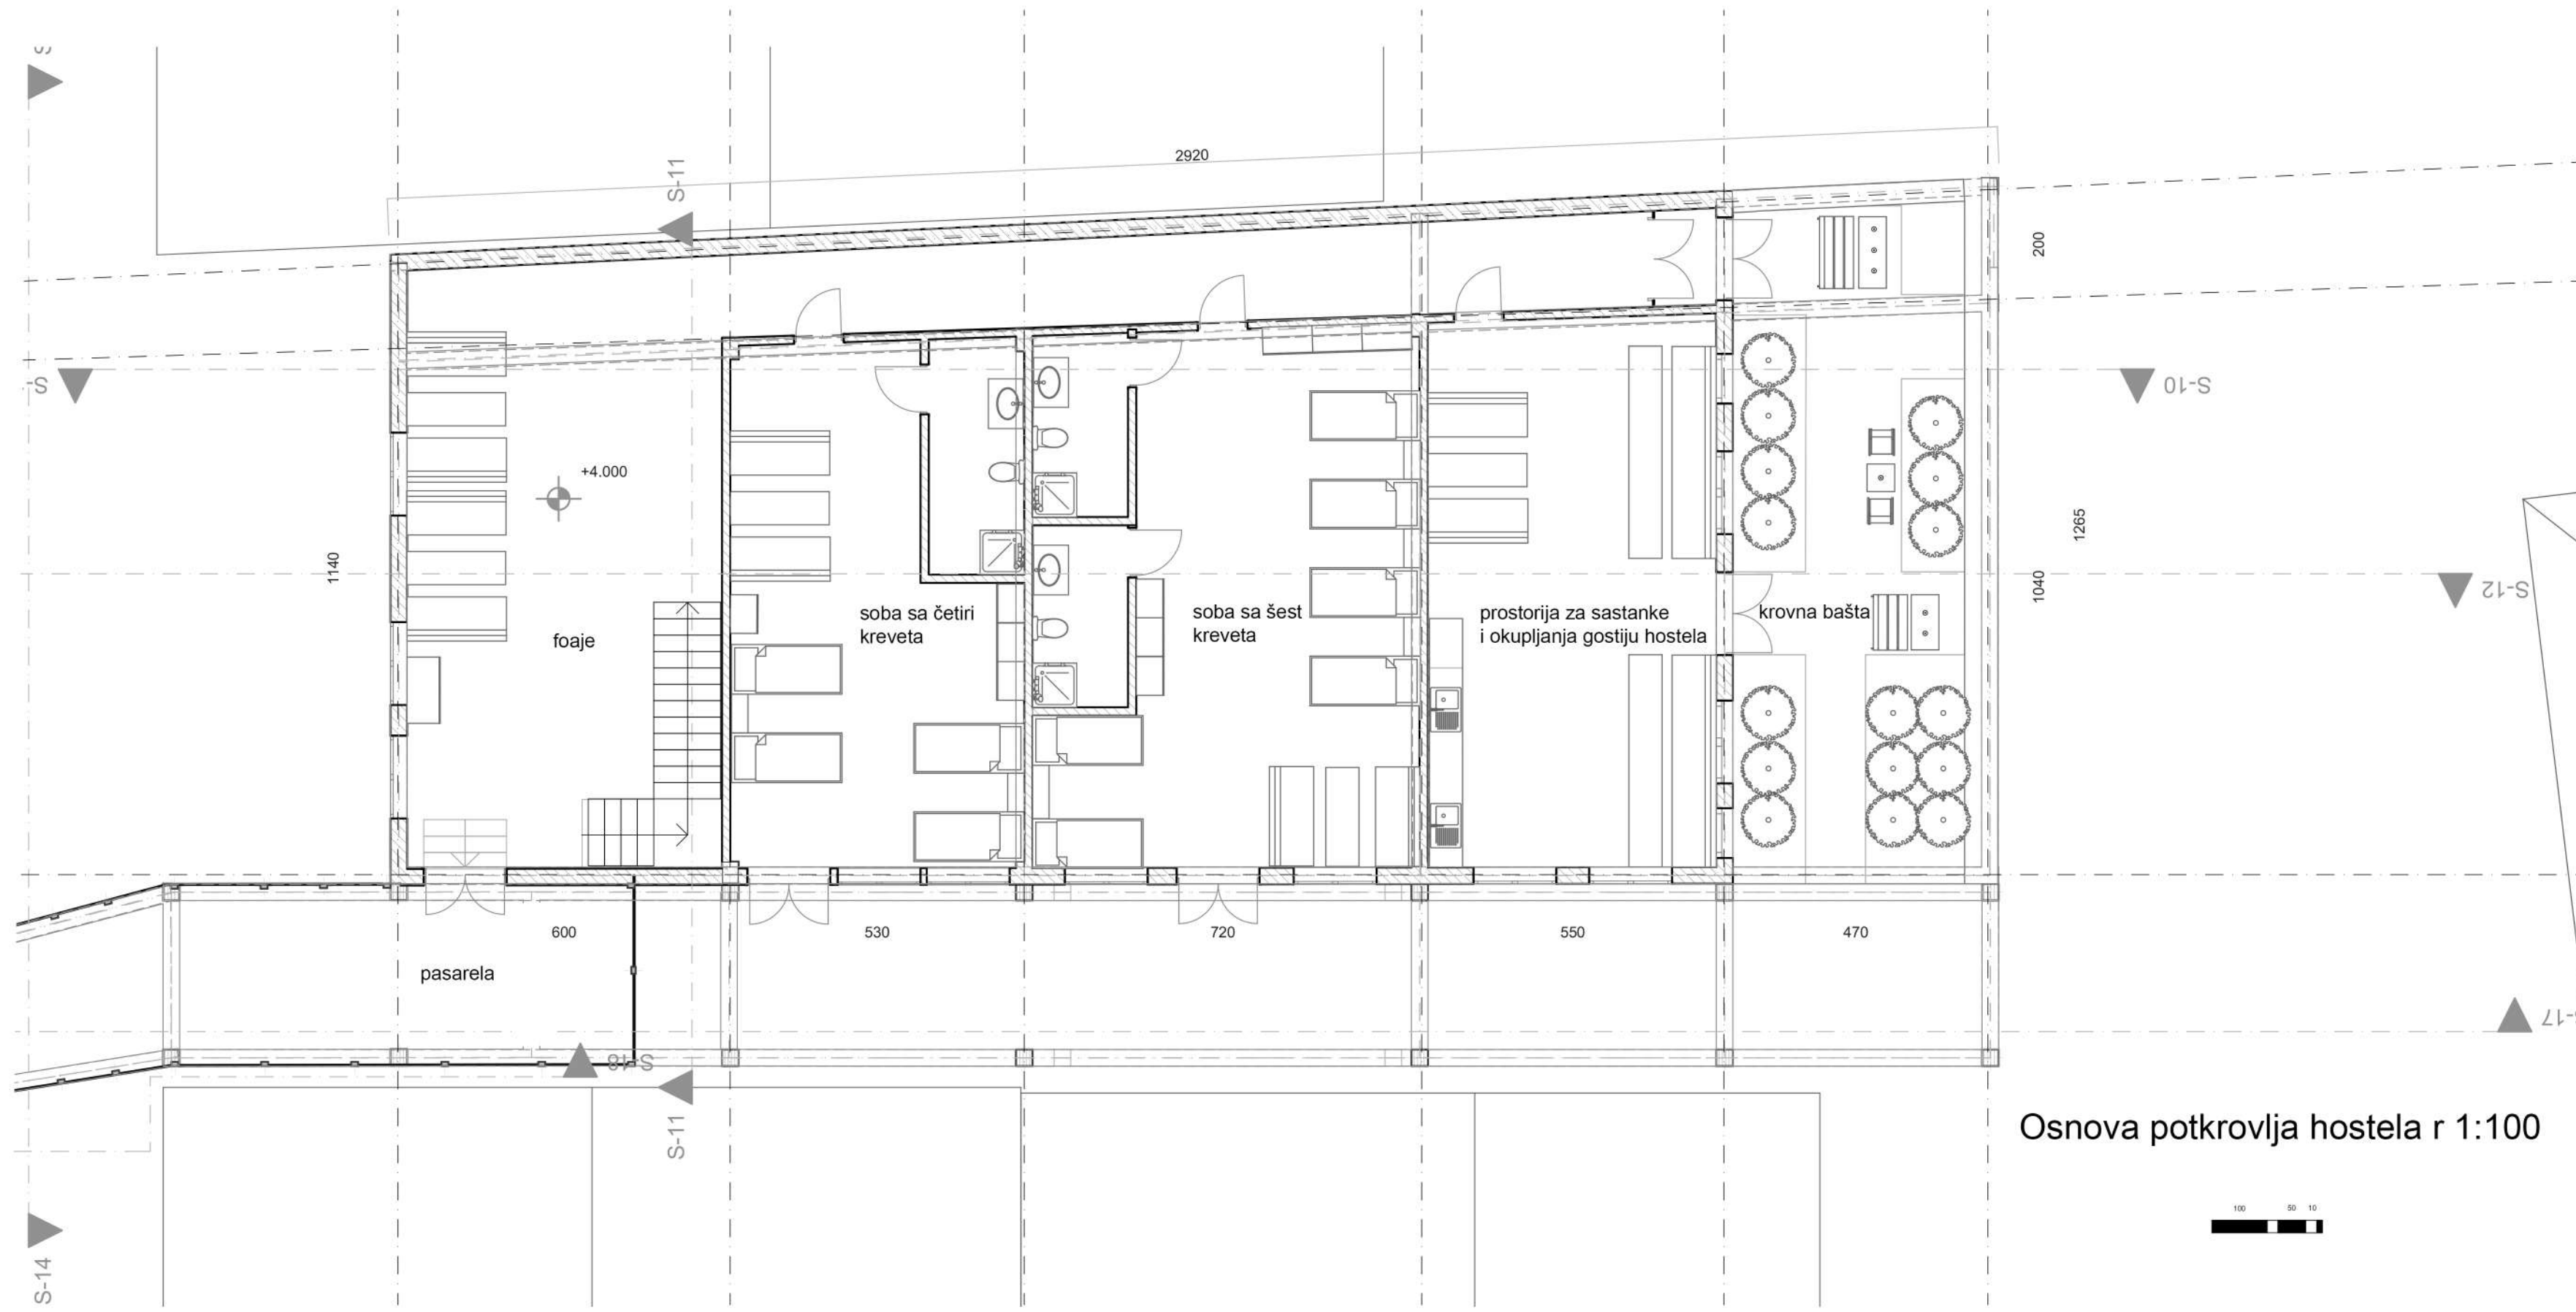 S-11
2920
200
S-10
+4.000
1140
1265
1040
S-12
soba sa četiri
kreveta
soba sa šest
kreveta
prostorija za sastanke
i okupljanja gostiju hostela
krovna bašta
foaje
600
530
720
550
470
pasarela
S-18
S-11
Osnova potkrovlja hostela r 1:100
100 50 10
S-14